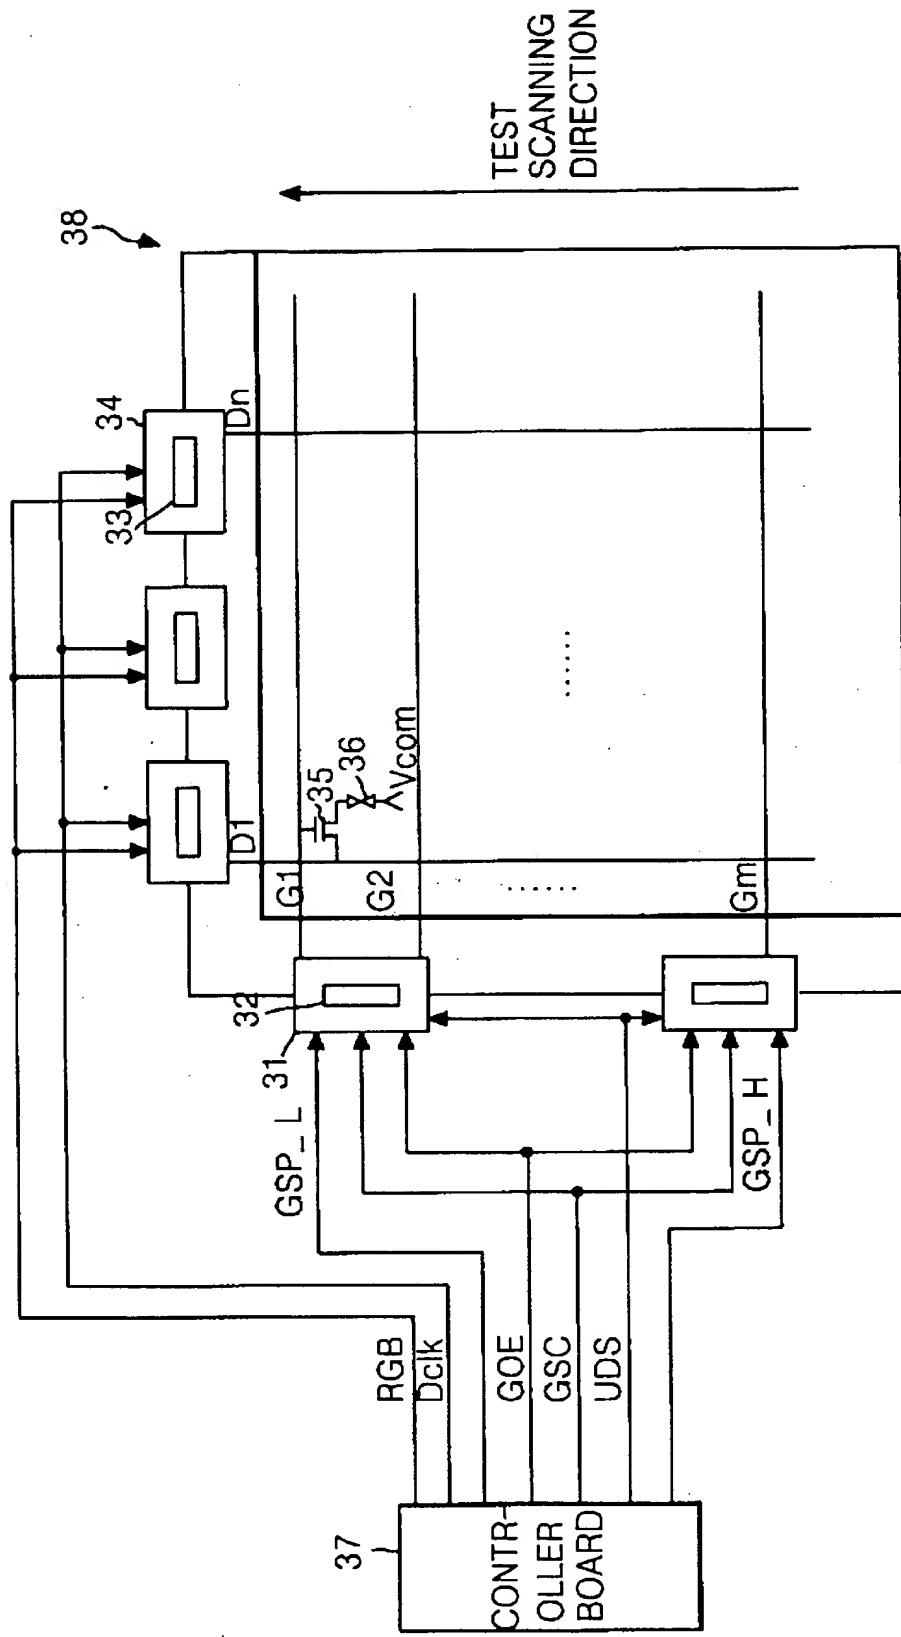 38
TEST
SCANNING
DIRECTION
34
33
Dn
D1
35
36
Vcom
G1
G2
......
......
Gm
32
31
GSP_L
GSP_H
RGB
Dclk
GOE
GSC
UDS
37
CONTR-
OLLER
BOARD